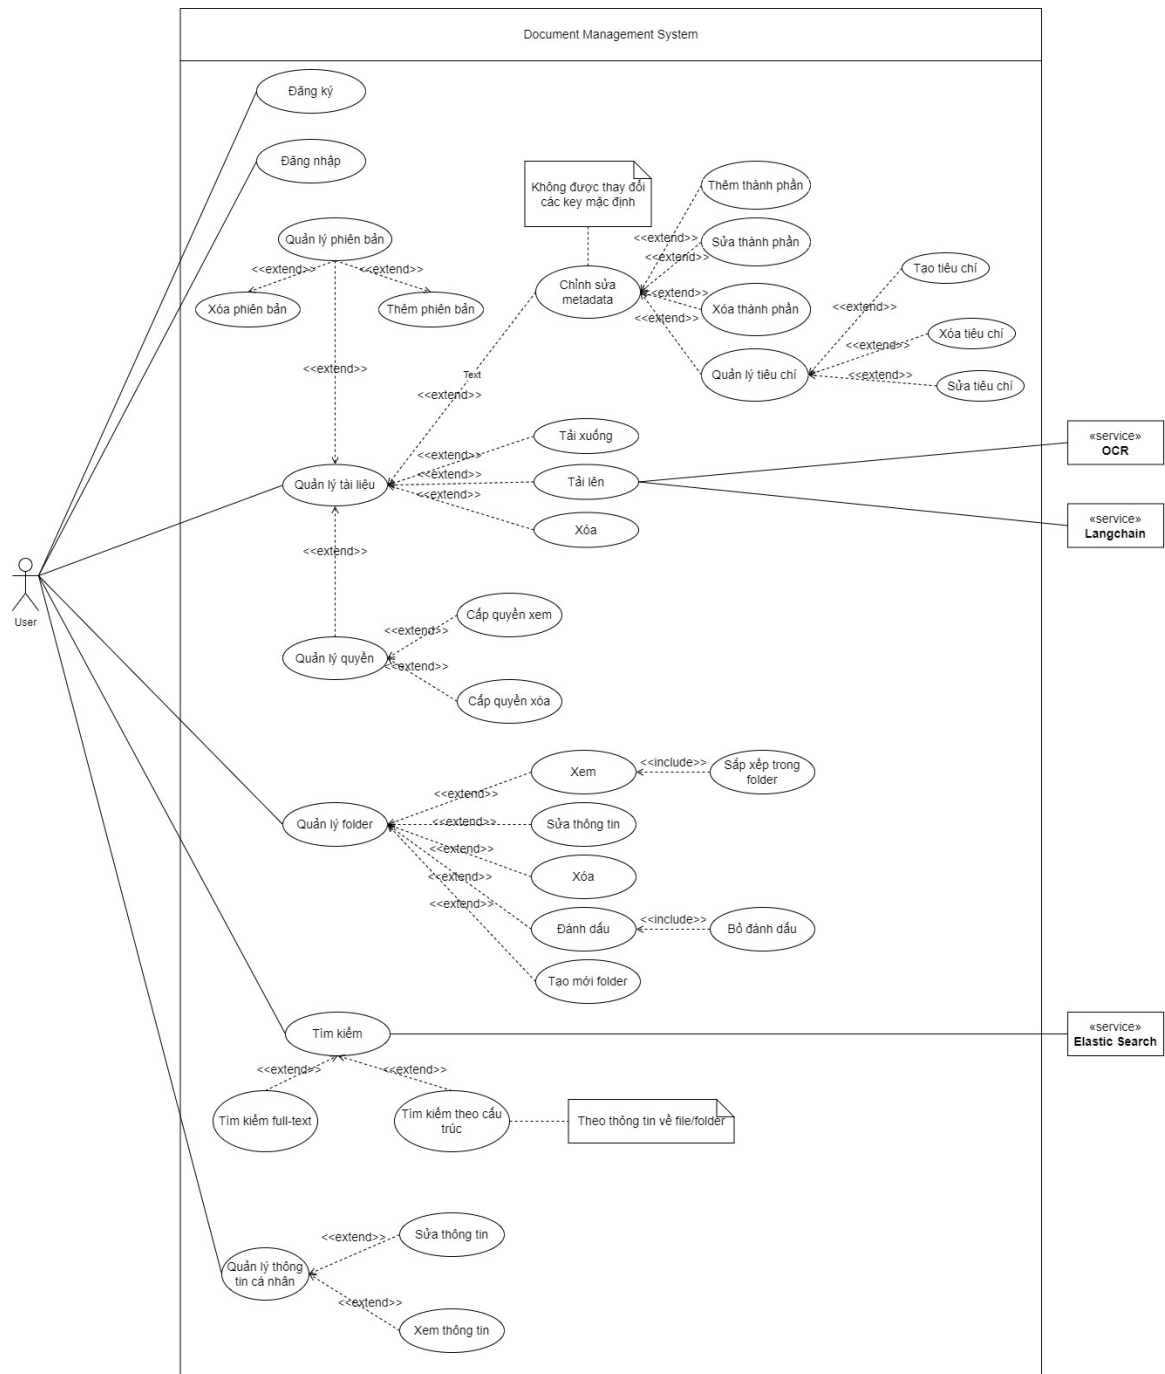 Document Management System
Đăng ký
Đăng nhập
Không được thay đổi
các key mặc định
Thêm thành phần
Quản lý phiên bản
<<extend>>
Sửa thành phần
<<extend>>
<<extend>>
<<extend>>
Tạo tiêu chí
Chỉnh sửa
metadata
<<extend>>
Xóa phiên bản
Thêm phiên bản
Xóa thành phần
<<extend>>
<<extend>>
Xóa tiêu chí
<<extend>>
<<extend>>
Text
Quản lý tiêu chí
<<extend>>
Sửa tiêu chí
<<extend>>
Tải xuống
«service»
OCR
<<extend>>
<<extend>>
Quản lý tài liệu
Tải lên
<<extend>>
«service»
Langchain
Xóa
<<extend>>
User
Cấp quyền xem
<<extend>>
Quản lý quyền
<<extend>>
Cấp quyền xóa
Xem
<<include>>
Sắp xếp trong
folder
<<extend>>
Quản lý folder
<<extend>>
Sửa thông tin
<<extend>>
Xóa
<<extend>>
<<extend>>
Đánh dấu
<<include>>
Bỏ đánh dấu
Tạo mới folder
Tìm kiếm
«service»
Elastic Search
<<extend>>
<<extend>>
Tìm kiếm full-text
Tìm kiếm theo cấu
trúc
Theo thông tin về file/folder
Sửa thông tin
<<extend>>
Quản lý thông
tin cá nhân
<<extend>>
Xem thông tin